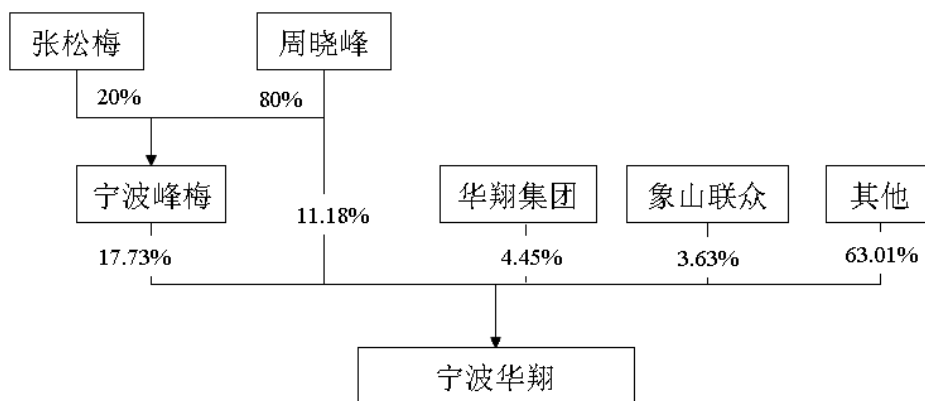 张松梅
周晓峰
20%
80%
宁波峰梅
华翔集团
象山联众
其他
11.18%
17.73%
4.45%
3.63%
63.01%
宁波华翔